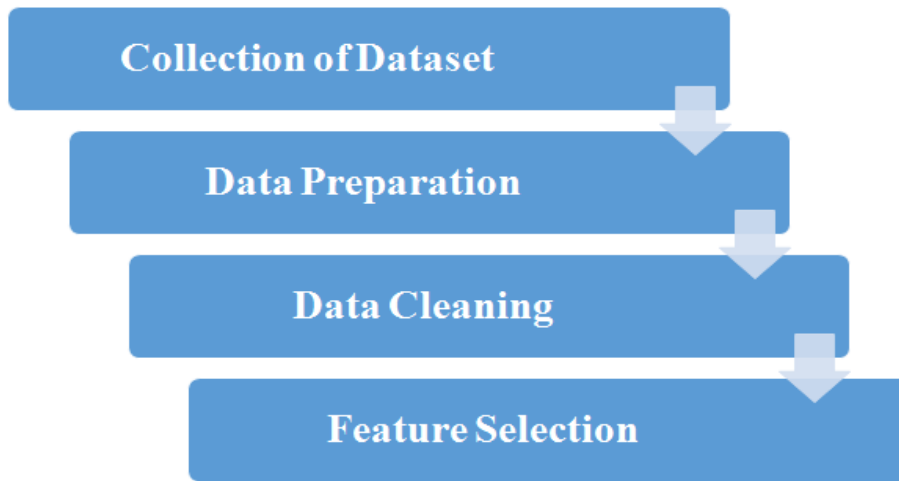 Collection of Dataset
Data Preparation
Data Cleaning
Feature Selection